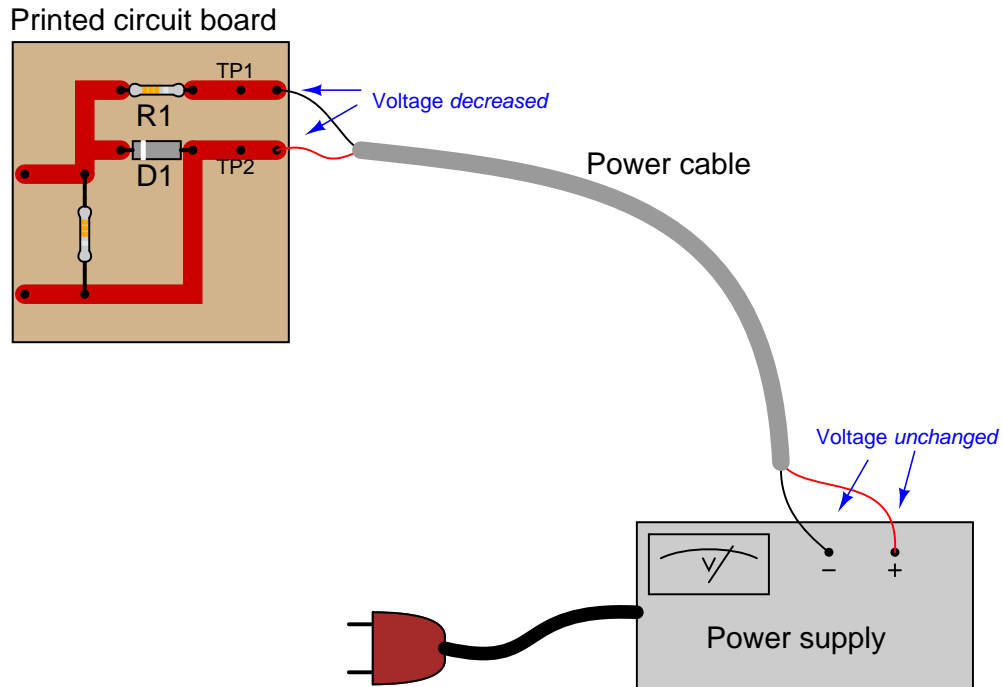 Printed circuit board
TP1
R1
Voltage decreased
D1
TP2
Power cable
Voltage unchanged
V
− +
Power supply